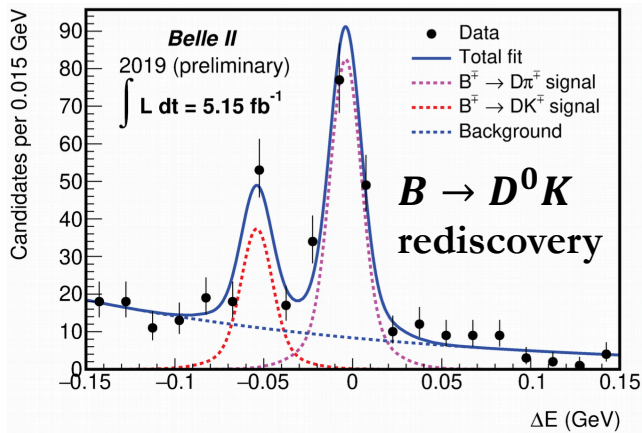 Candidates per 0.015 GeV
90
80
70
60
50
40
30
20
10
0
Belle II
2019 (preliminary)
∫ L dt = 5.15 fb⁻¹
Data
Total fit
B∓ → Dπ∓ signal
B∓ → DK∓ signal
Background
B → D⁰K
rediscovery
−0.15 −0.1 −0.05 0 0.05 0.1 0.15
ΔE (GeV)